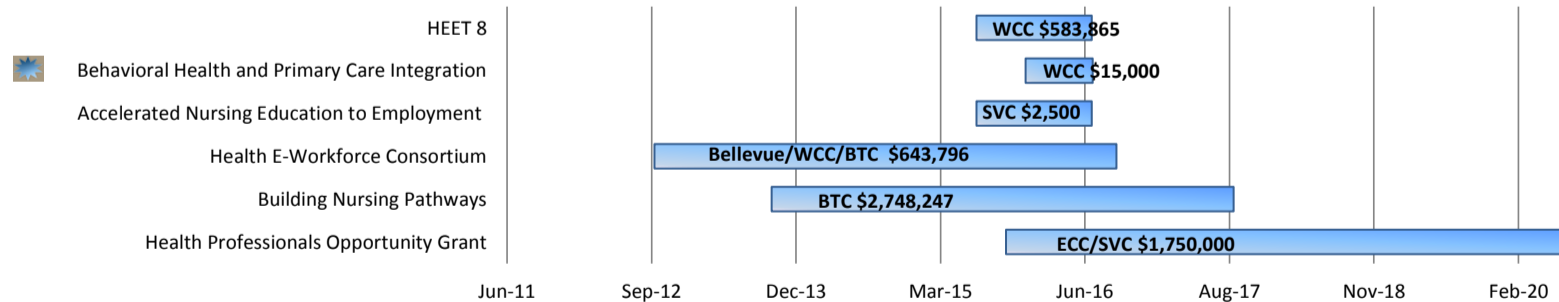 HEET 8
WCC $583,865
Behavioral Health and Primary Care Integration
WCC $15,000
Accelerated Nursing Education to Employment
SVC $2,500
Health E-Workforce Consortium
Bellevue/WCC/BTC $643,796
Building Nursing Pathways
BTC $2,748,247
Health Professionals Opportunity Grant
ECC/SVC $1,750,000
Jun-11 Sep-12 Dec-13 Mar-15 Jun-16 Aug-17 Nov-18 Feb-20